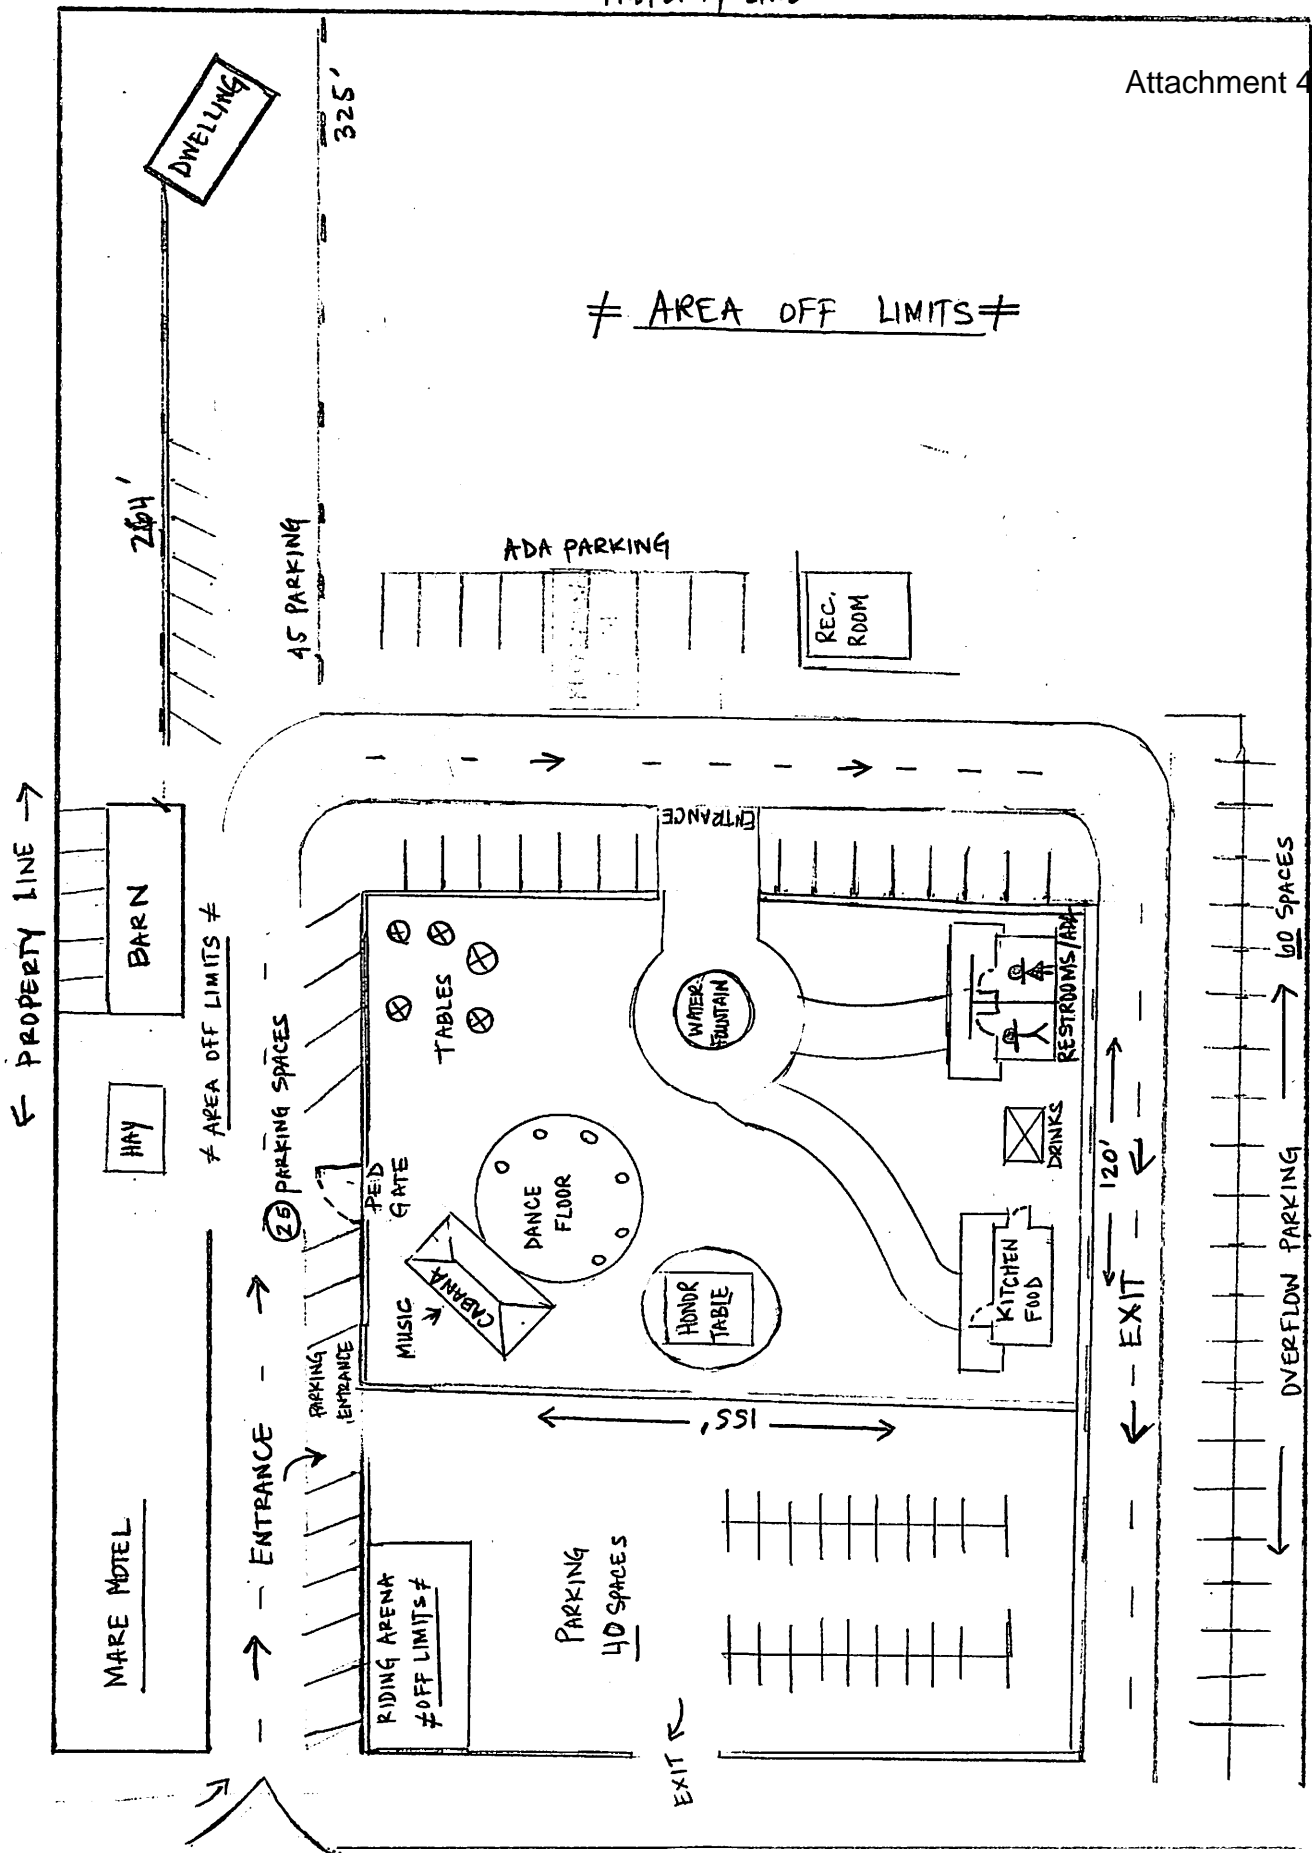 Attachment 4
DWELLING
325'
≠ AREA OFF LIMITS ≠
45 PARKING
ADA PARKING
REC.
ROOM
← PROPERTY LINE →
BARN
HAY
≠ AREA OFF LIMITS ≠
25 PARKING SPACES
ENTRANCE
TABLES
WATER
FOUNTAIN
RESTROOMS/ADA
DRINKS
PED
GATE
DANCE
FLOOR
MUSIC
CABANA
HONOR
TABLE
KITCHEN
FOOD
120'
EXIT
155'
60 SPACES
OVERFLOW PARKING
MARE MOTEL
ENTRANCE
PARKING
ENTRANCE
RIDING ARENA
≠ OFF LIMITS ≠
PARKING
40 SPACES
EXIT